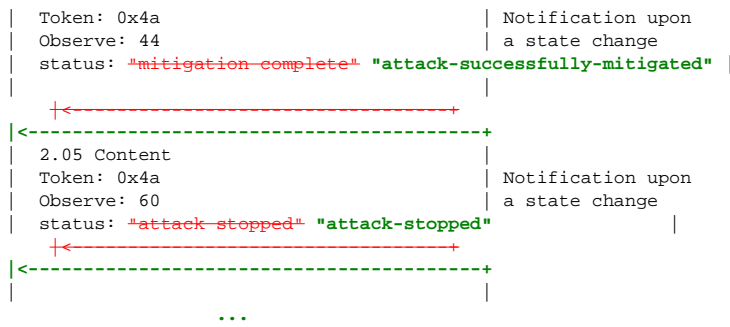 | Token: 0x4a | Notification upon
| Observe: 44 | a state change
| status: "mitigation complete" "attack-successfully-mitigated" |
| |
|<----------------------------------+
|<-----------------------------------------+
| 2.05 Content |
| Token: 0x4a | Notification upon
| Observe: 60 | a state change
| status: "attack stopped" "attack-stopped" |
|<----------------------------------+
|<-----------------------------------------+
| |
...